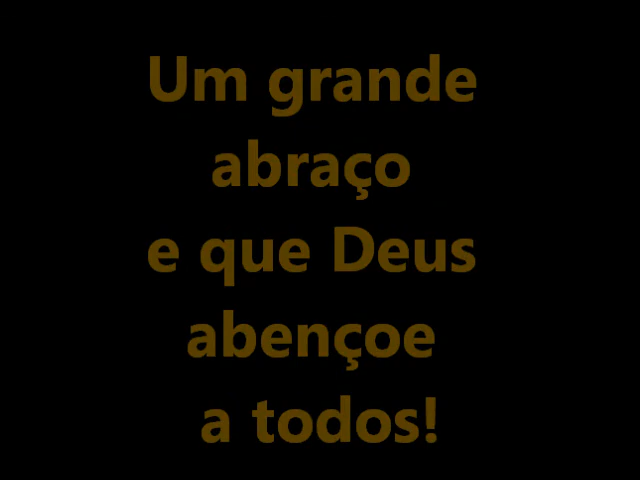 Um grande
abraço
e que Deus
abençoe
a todos!